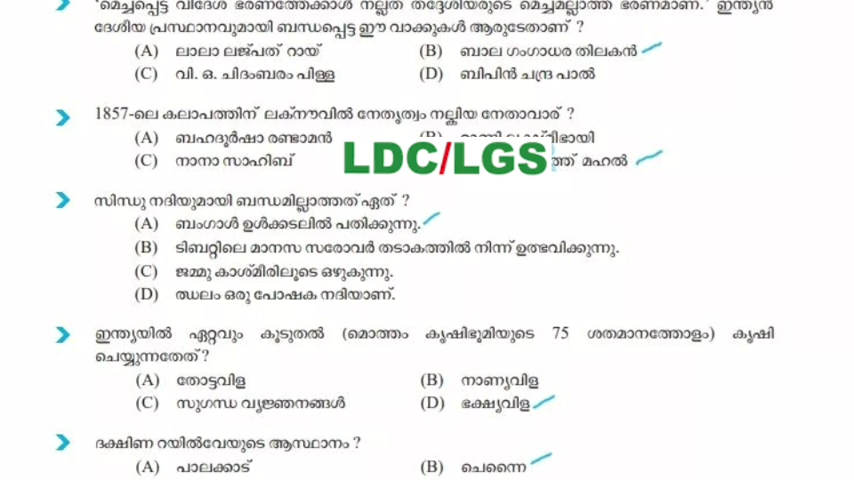 'മെച്ചപ്പെട്ട വിദേശ ഭരണത്തേക്കാൾ നല്ലത് തദ്ദേശീയരുടെ മെച്ചമല്ലാത്ത ഭരണമാണ്.' ഇന്ത്യൻ
ദേശീയ പ്രസ്ഥാനവുമായി ബന്ധപ്പെട്ട ഈ വാക്കുകൾ ആരുടേതാണ് ?
(A) ലാലാ ലജ്പത് റായ് (B) ബാല ഗംഗാധര തിലകൻ
(C) വി. ഒ. ചിദംബരം പിള്ള (D) ബിപിൻ ചന്ദ്ര പാൽ
1857-ലെ കലാപത്തിന് ലക്നൗവിൽ നേതൃത്വം നല്കിയ നേതാവാര് ?
(A) ബഹദൂർഷാ രണ്ടാമൻ
(C) നാനാ സാഹിബ് LDC/LGS മഹൽ
സിന്ധു നദിയുമായി ബന്ധമില്ലാത്തത് ഏത് ?
(A) ബംഗാൾ ഉൾക്കടലിൽ പതിക്കുന്നു.
(B) ടിബറ്റിലെ മാനസ സരോവർ തടാകത്തിൽ നിന്ന് ഉത്ഭവിക്കുന്നു.
(C) ജമ്മു കാശ്മീരിലൂടെ ഒഴുകുന്നു.
(D) ഝലം ഒരു പോഷക നദിയാണ്.
ഇന്ത്യയിൽ ഏറ്റവും കൂടുതൽ (മൊത്തം കൃഷിഭൂമിയുടെ 75 ശതമാനത്തോളം) കൃഷി
ചെയ്യുന്നതേത് ?
(A) തോട്ടവിള (B) നാണ്യവിള
(C) സുഗന്ധ വ്യജ്ഞനങ്ങൾ (D) ഭക്ഷ്യവിള
ദക്ഷിണ റയിൽവേയുടെ ആസ്ഥാനം ?
(A) പാലക്കാട് (B) ചെന്നൈ